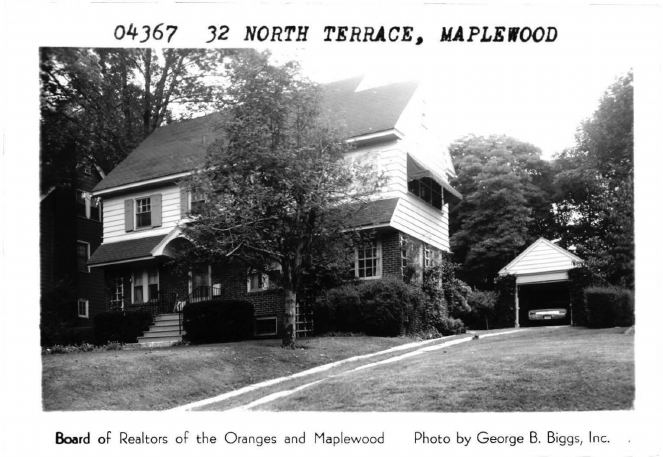 04367 32 NORTH TERRACE, MAPLEWOOD
Board of Realtors of the Oranges and Maplewood Photo by George B. Biggs, Inc.